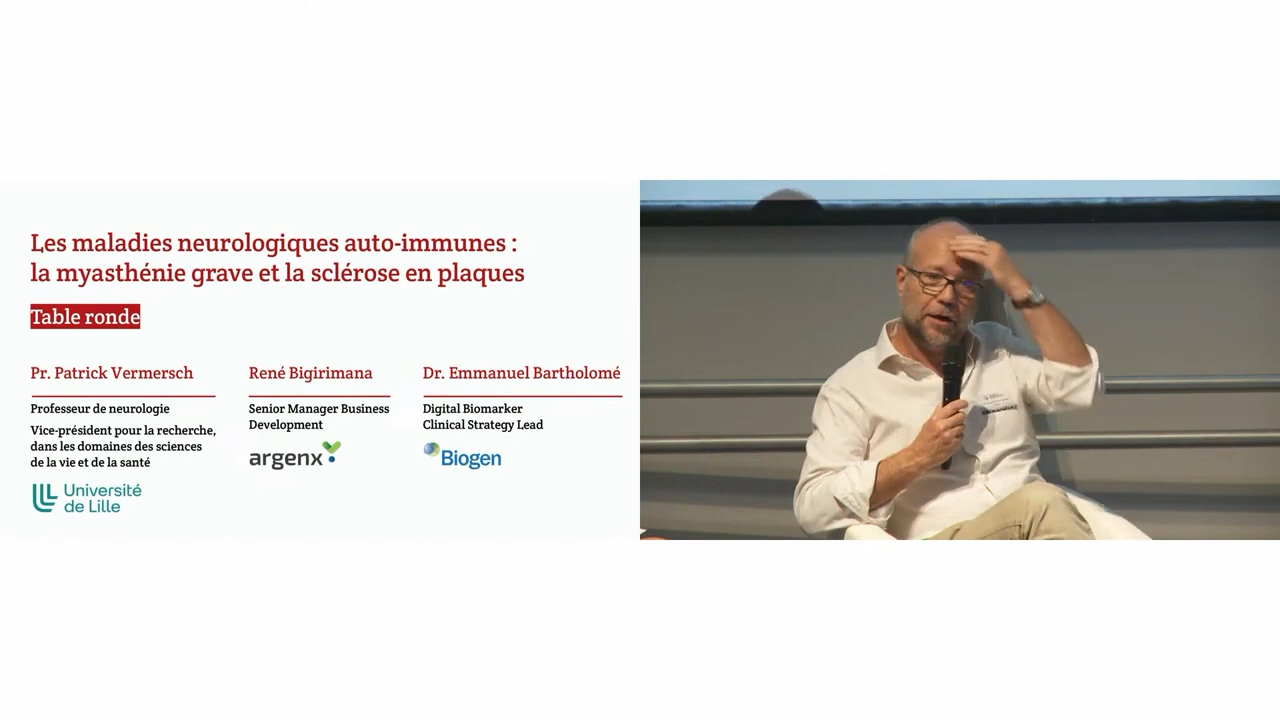 Les maladies neurologiques auto-immunes :
la myasthénie grave et la sclérose en plaques
Table ronde
Pr. Patrick Vermersch
Professeur de neurologie
Vice-président pour la recherche,
dans les domaines des sciences
de la vie et de la santé
Université
de Lille
René Bigirimana
Senior Manager Business
Development
argenx
Dr. Emmanuel Bartholomé
Digital Biomarker
Clinical Strategy Lead
Biogen